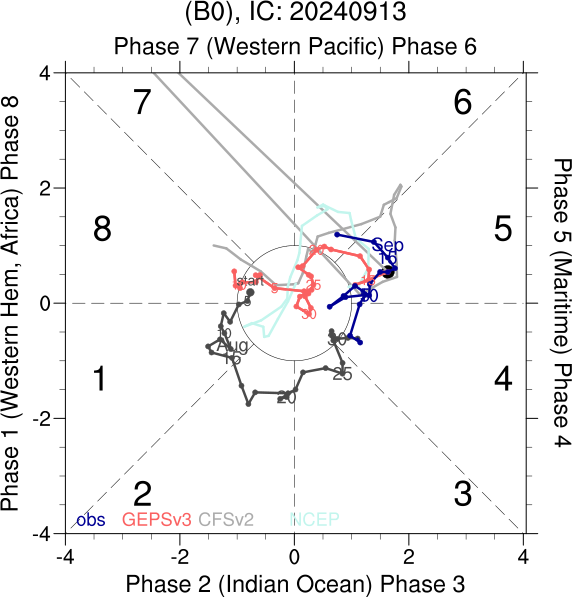 (B0), IC: 20240913
Phase 7 (Western Pacific) Phase 6
Phase 1 (Western Hem, Africa) Phase 8
Phase 5 (Maritime) Phase 4
4
2
0
-2
-4
7
6
8
5
1
4
2
3
Sep
16
start
5
25
30
10
Aug
15
30
25
20
obs GEPSv3 CFSv2 NCEP
-4 -2 0 2 4
Phase 2 (Indian Ocean) Phase 3